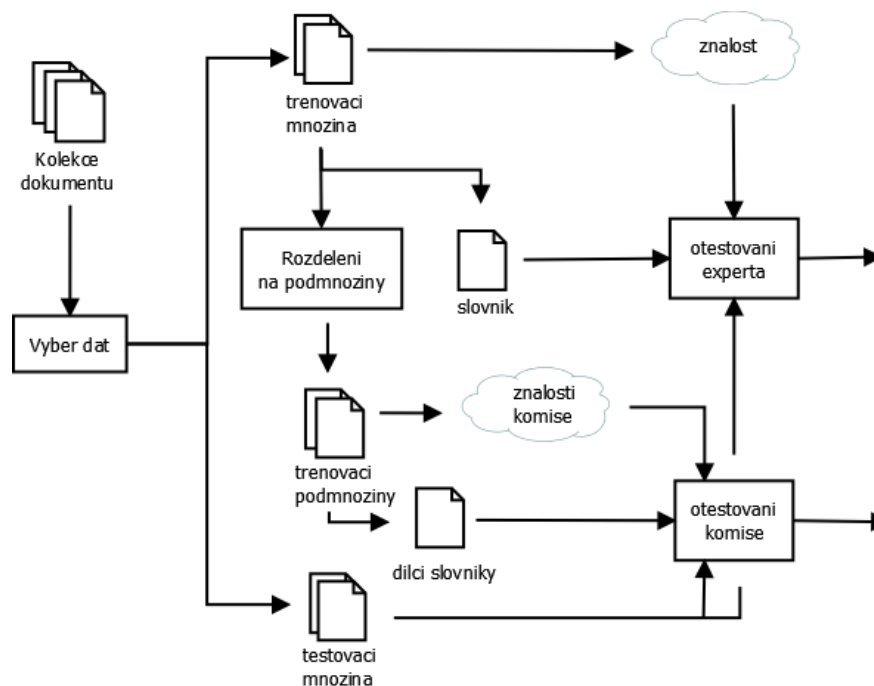 znalost
trenovaci
mnozina
Kolekce
dokumentu
Rozdeleni
na podmnoziny
slovnik
otestovani
experta
Vyber dat
znalosti
komise
trenovaci
podmnoziny
otestovani
komise
dilci slovniky
testovaci
mnozina